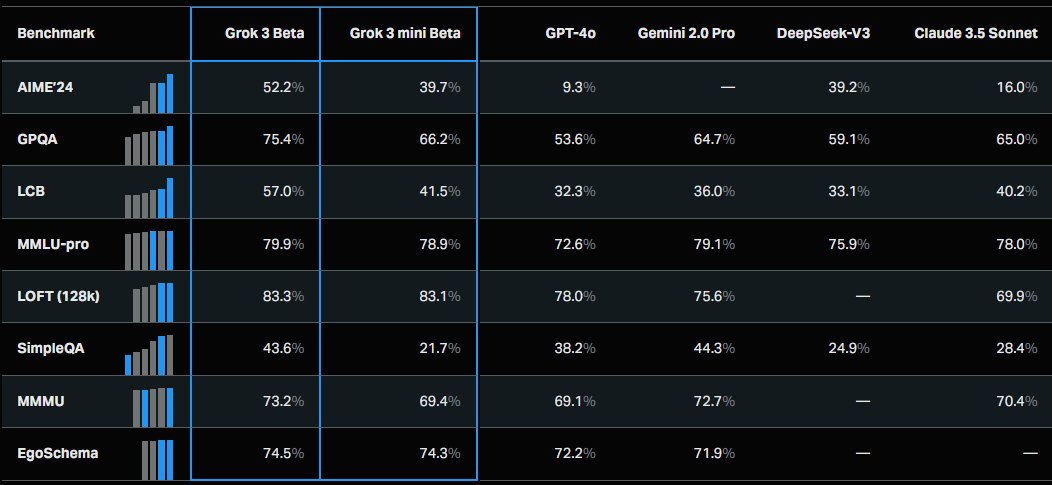 Benchmark Grok 3 Beta Grok 3 mini Beta GPT-4o Gemini 2.0 Pro DeepSeek-V3 Claude 3.5 Sonnet
AIME'24 52.2% 39.7% 9.3% — 39.2% 16.0%
GPQA 75.4% 66.2% 53.6% 64.7% 59.1% 65.0%
LCB 57.0% 41.5% 32.3% 36.0% 33.1% 40.2%
MMLU-pro 79.9% 78.9% 72.6% 79.1% 75.9% 78.0%
LOFT (128k) 83.3% 83.1% 78.0% 75.6% — 69.9%
SimpleQA 43.6% 21.7% 38.2% 44.3% 24.9% 28.4%
MMMU 73.2% 69.4% 69.1% 72.7% — 70.4%
EgoSchema 74.5% 74.3% 72.2% 71.9% — —